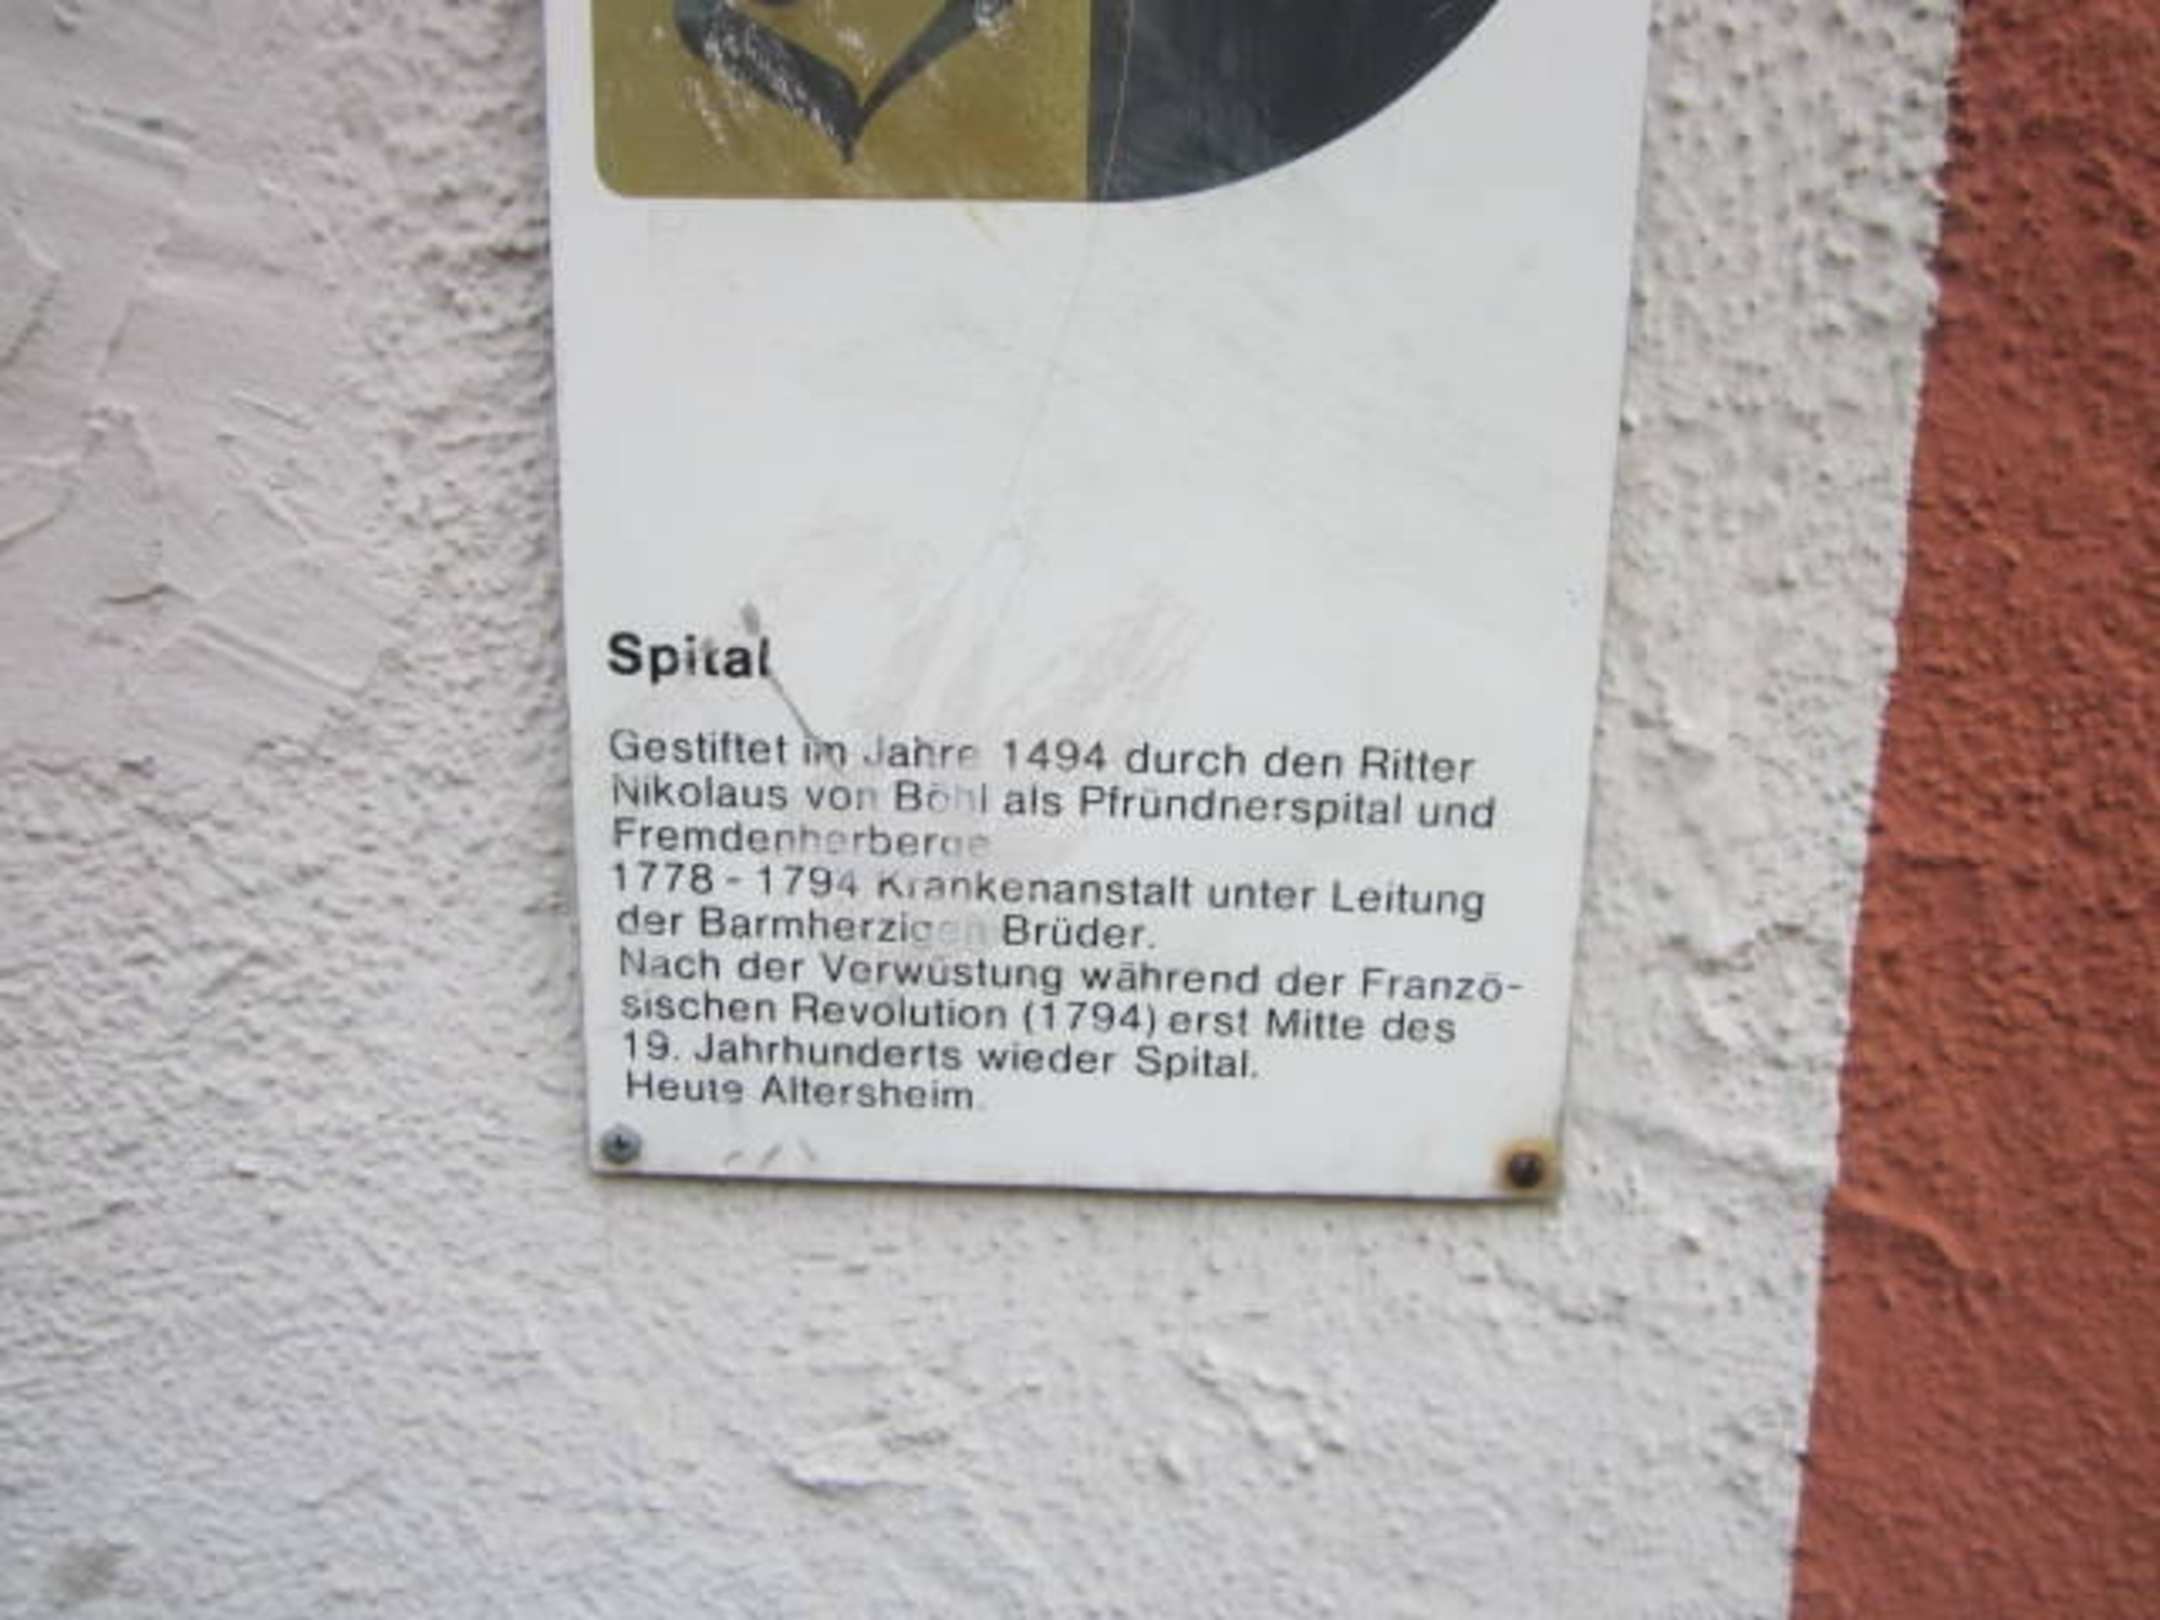 Spital
Gestiftet im Jahre 1494 durch den Ritter
Nikolaus von Böhl als Pfründnerspital und
Fremdenherberge
1778 - 1794 Krankenanstalt unter Leitung
der Barmherzigen Brüder.
Nach der Verwüstung während der Franzö-
sischen Revolution (1794) erst Mitte des
19. Jahrhunderts wieder Spital.
Heute Altersheim.